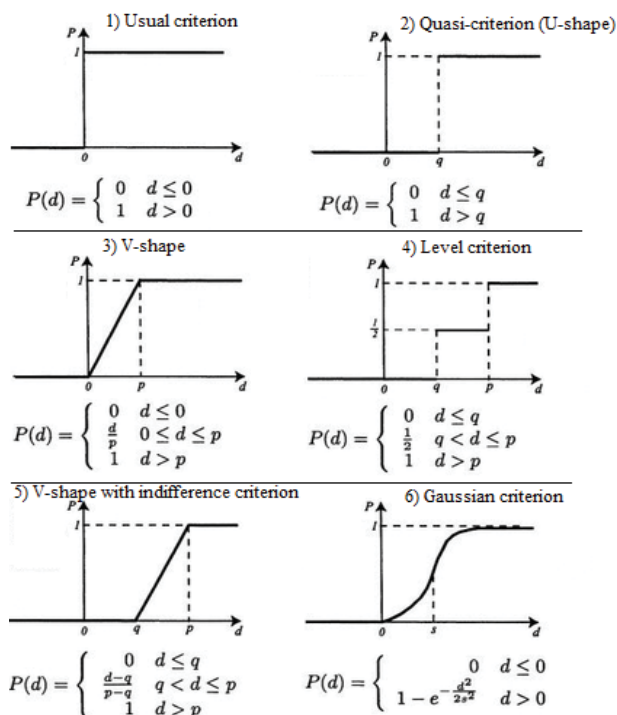 1) Usual criterion
P
1
0
d
P(d) = { 0 d ≤ 0
1 d > 0
2) Quasi-criterion (U-shape)
P
1
0 q d
P(d) = { 0 d ≤ q
1 d > q
3) V-shape
P
1
0 p d
P(d) = { 0 d ≤ 0
d/p 0 ≤ d ≤ p
1 d > p
4) Level criterion
P
1
1/2
0 q p d
P(d) = { 0 d ≤ q
1/2 q < d ≤ p
1 d > p
5) V-shape with indifference criterion
P
1
0 q p d
P(d) = { 0 d ≤ q
d-q/p-q q < d ≤ p
1 d > p
6) Gaussian criterion
P
1
0 s d
P(d) = { 0 d ≤ 0
1 − e^(−d²/2s²) d > 0